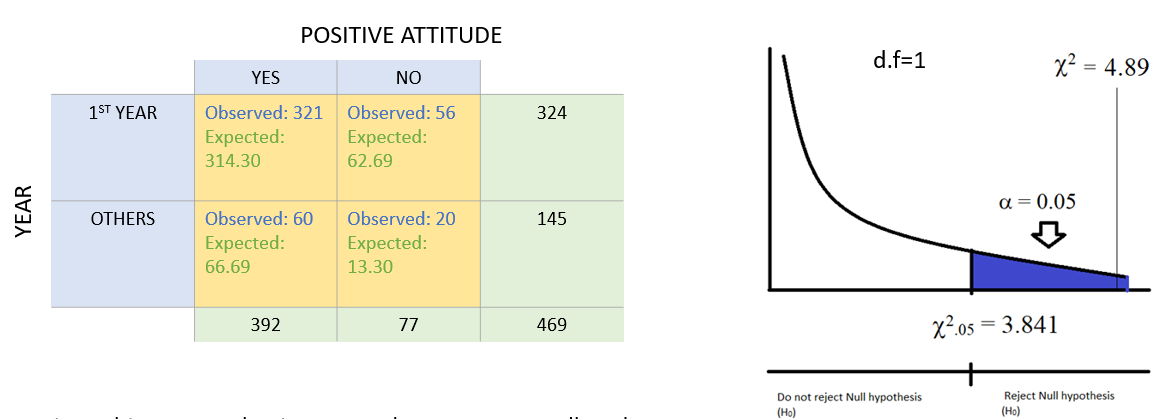 POSITIVE ATTITUDE
YES NO
1ST YEAR
Observed: 321
Expected:
314.30
Observed: 56
Expected:
62.69
324
YEAR
OTHERS
Observed: 60
Expected:
66.69
Observed: 20
Expected:
13.30
145
392 77 469
d.f=1
χ² = 4.89
α = 0.05
χ².05 = 3.841
Do not reject Null hypothesis
(H₀)
Reject Null hypothesis
(H₀)